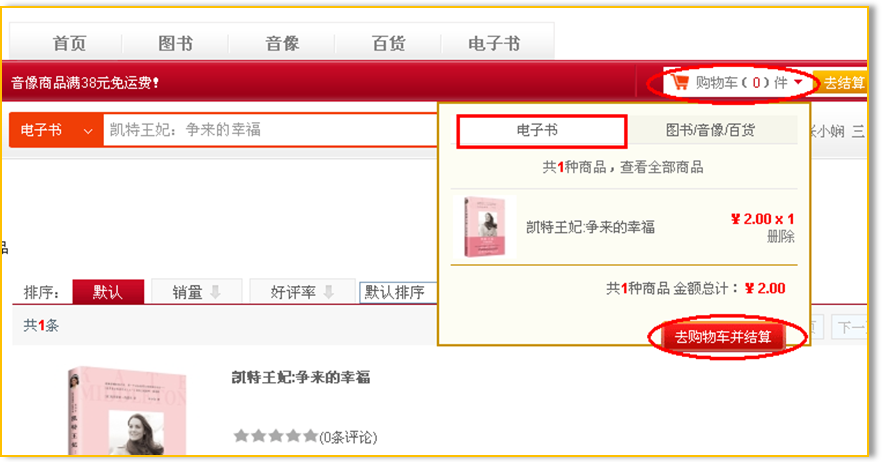 首页 图书 音像 百货 电子书
音像商品满38元免运费!
购物车(0)件 去结算
电子书 凯特王妃：争来的幸福
张小娴 三
电子书 图书/音像/百货
共1种商品，查看全部商品
凯特王妃:争来的幸福
¥ 2.00 x 1
删除
共1种商品 金额总计：¥ 2.00
去购物车并结算
品
排序： 默认 销量 好评率 默认排序
共1条
页 下一
凯特王妃:争来的幸福
(0条评论)
凯特王妃